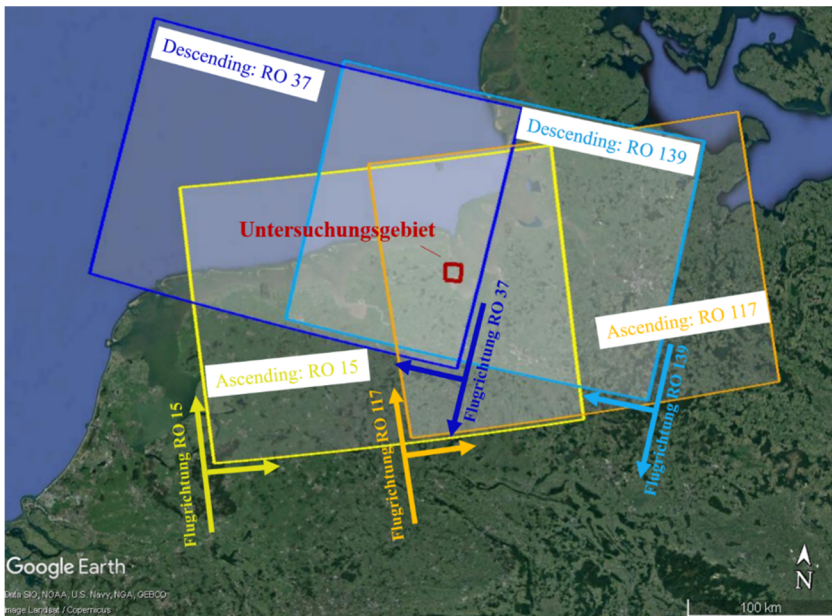 Descending: RO 37
Descending: RO 139
Untersuchungsgebiet
Flugrichtung RO 37
Ascending: RO 117
Ascending: RO 15
Flugrichtung RO 139
Flugrichtung RO 15
Flugrichtung RO 117
Google Earth
Data SIO, NOAA, U.S. Navy, NGA, GEBCO
Image Landsat / Copernicus
N
100 km